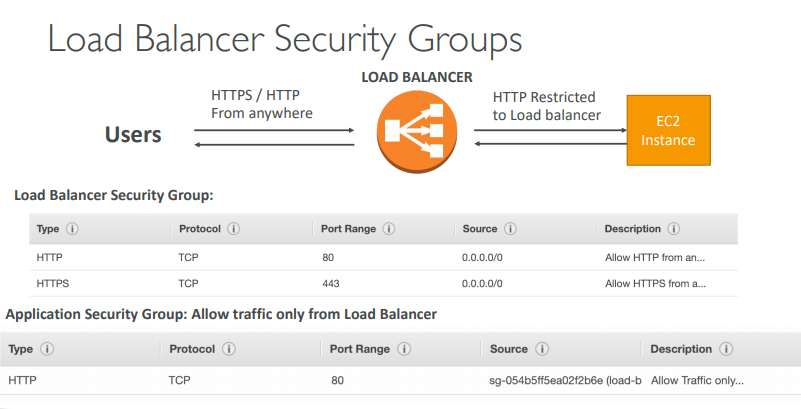 Load Balancer Security Groups
LOAD BALANCER
HTTPS / HTTP
From anywhere
HTTP Restricted
to Load balancer
Users
EC2
Instance
Load Balancer Security Group:
Type Protocol Port Range Source Description
HTTP TCP 80 0.0.0.0/0 Allow HTTP from an...
HTTPS TCP 443 0.0.0.0/0 Allow HTTPS from a...
Application Security Group: Allow traffic only from Load Balancer
Type Protocol Port Range Source Description
HTTP TCP 80 sg-054b5ff5ea02f2b6e (load-b Allow Traffic only...